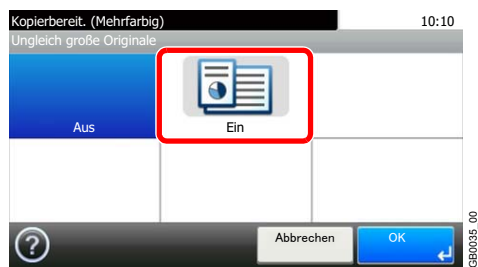 Kopierbereit. (Mehrfarbig) 10:10
Ungleich große Originale
Aus Ein
? Abbrechen OK
GB0035_00